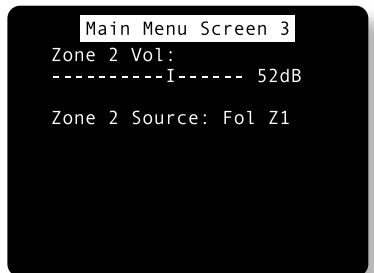 Main Menu Screen 3
Zone 2 Vol:
----------I------ 52dB
Zone 2 Source: Fol Z1